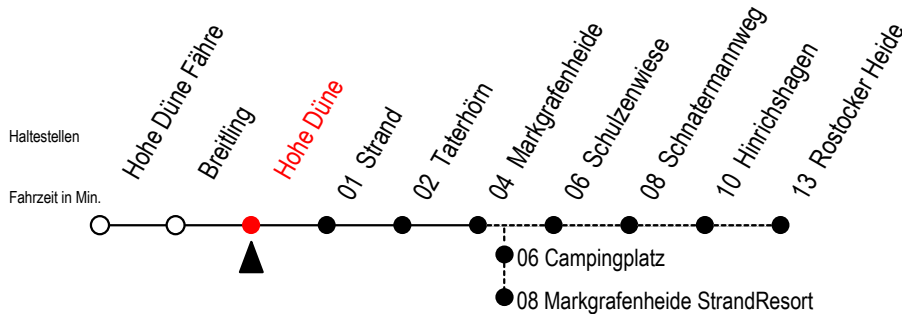 Haltestellen
Fahrzeit in Min.
Hohe Düne Fähre
Breitling
Hohe Düne
01 Strand
02 Taterhörn
04 Markgrafenheide
06 Schulzenwiese
08 Schnatermannweg
10 Hinrichshagen
13 Rostocker Heide
06 Campingplatz
08 Markgrafenheide StrandResort